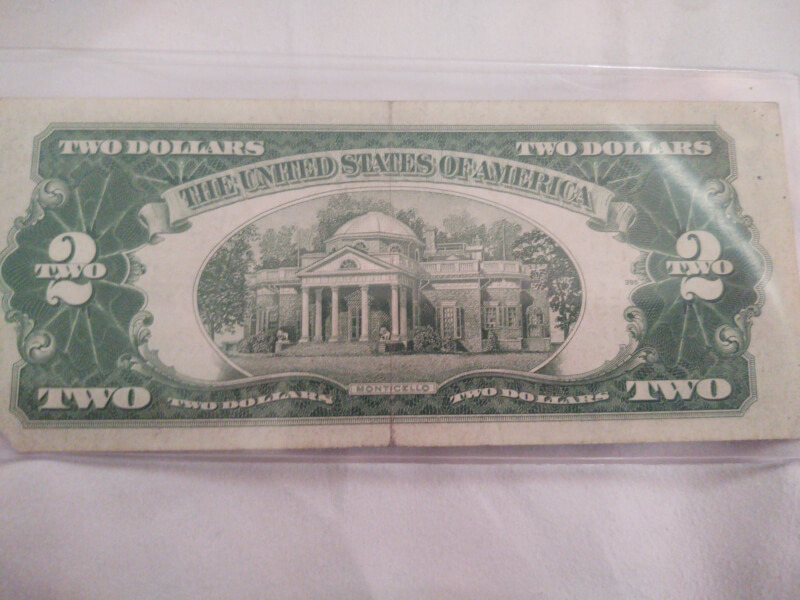 TWO DOLLARS TWO DOLLARS
THE UNITED STATES OF AMERICA
2 TWO 2 TWO
MONTICELLO
TWO TWO DOLLARS TWO DOLLARS TWO